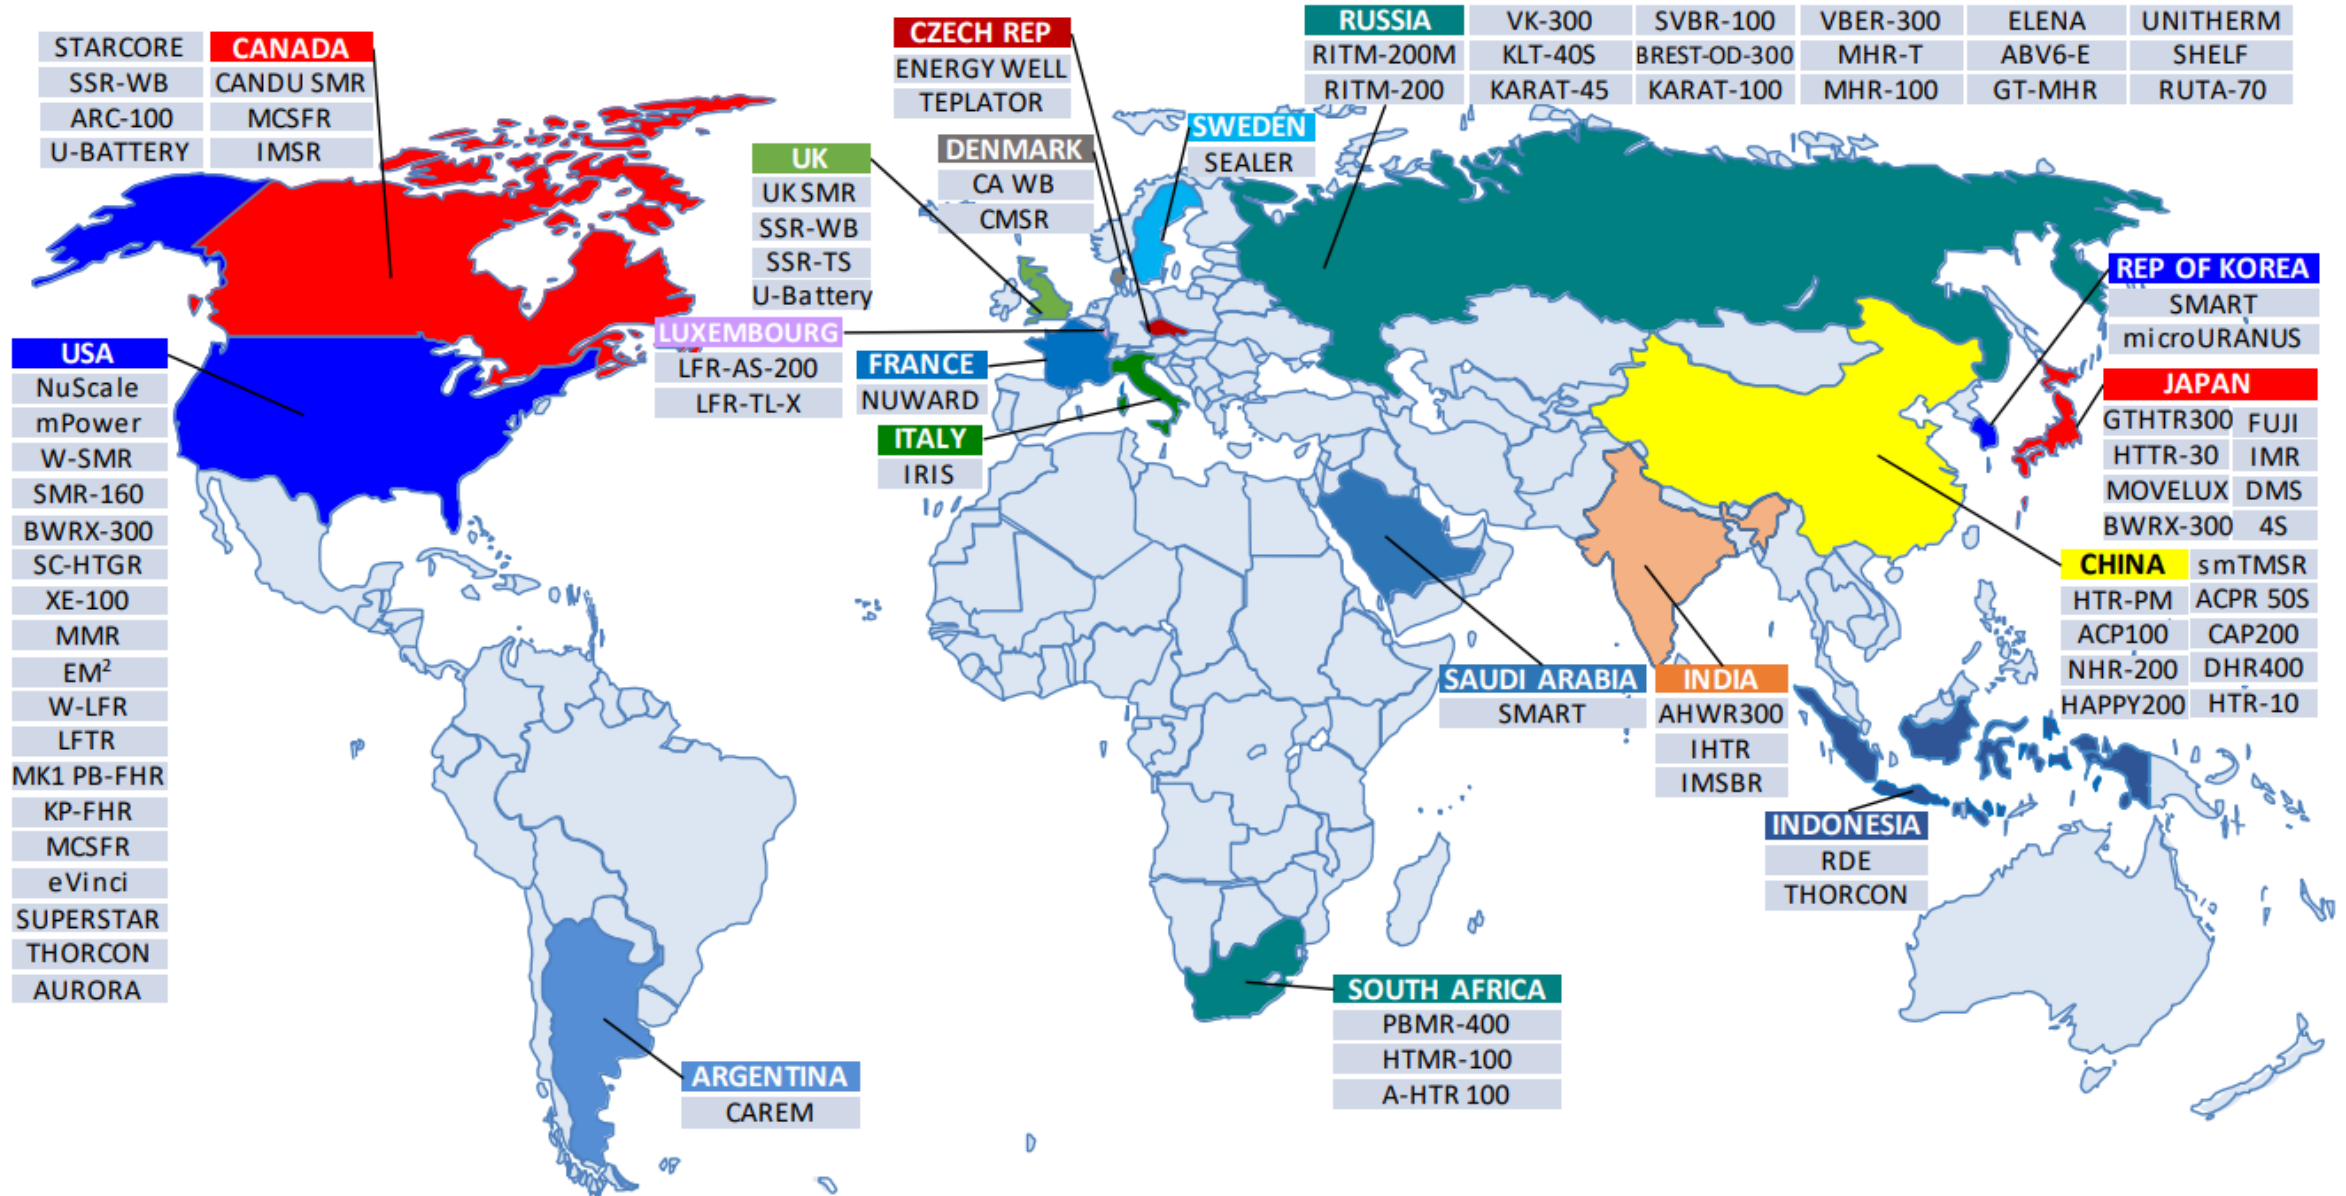 STARCORE CANADA
SSR-WB CANDU SMR
ARC-100 MCSFR
U-BATTERY IMSR
USA
NuScale
mPower
W-SMR
SMR-160
BWRX-300
SC-HTGR
XE-100
MMR
EM²
W-LFR
LFTR
MK1 PB-FHR
KP-FHR
MCSFR
eVinci
SUPERSTAR
THORCON
AURORA
ARGENTINA
CAREM
UK
UK SMR
SSR-WB
SSR-TS
U-Battery
LUXEMBOURG
LFR-AS-200
LFR-TL-X
CZECH REP
ENERGY WELL
TEPLATOR
DENMARK
CA WB
CMSR
SWEDEN
SEALER
FRANCE
NUWARD
ITALY
IRIS
RUSSIA VK-300 SVBR-100 VBER-300 ELENA UNITHERM
RITM-200M KLT-40S BREST-OD-300 MHR-T ABV6-E SHELF
RITM-200 KARAT-45 KARAT-100 MHR-100 GT-MHR RUTA-70
REP OF KOREA
SMART
microURANUS
JAPAN
GTHTR300 FUJI
HTTR-30 IMR
MOVELUX DMS
BWRX-300 4S
CHINA smTMSR
HTR-PM ACPR 50S
ACP100 CAP200
NHR-200 DHR400
HAPPY200 HTR-10
SAUDI ARABIA
SMART
INDIA
AHWR300
IHTR
IMSBR
INDONESIA
RDE
THORCON
SOUTH AFRICA
PBMR-400
HTMR-100
A-HTR 100